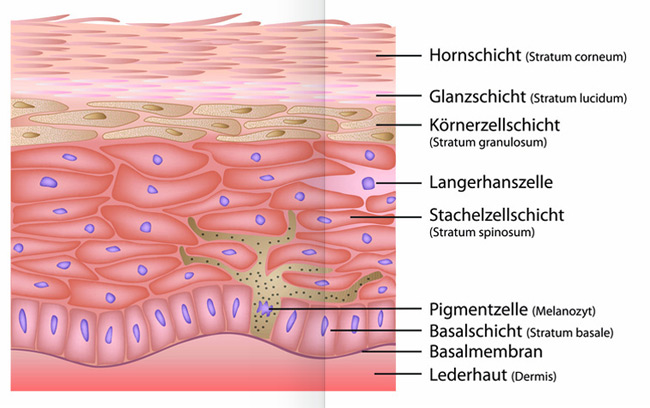 Hornschicht (Stratum corneum)
Glanzschicht (Stratum lucidum)
Körnerzellschicht
(Stratum granulosum)
Langerhanszelle
Stachelzellschicht
(Stratum spinosum)
Pigmentzelle (Melanozyt)
Basalschicht (Stratum basale)
Basalmembran
Lederhaut (Dermis)